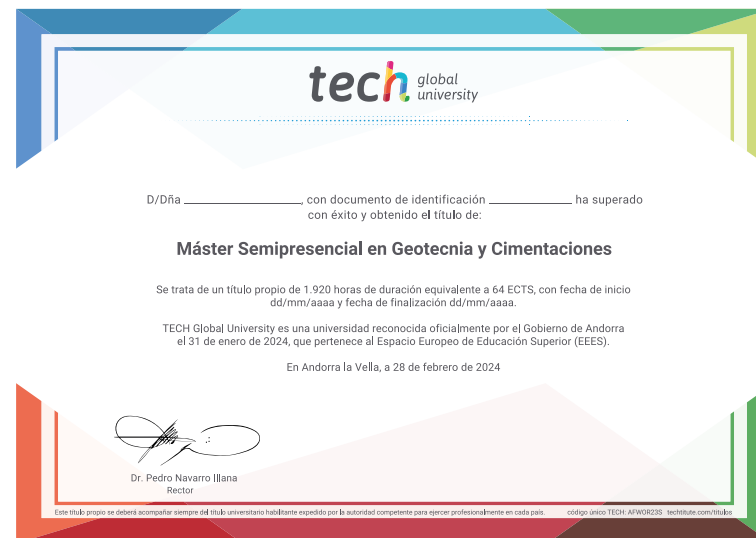 tech global university
D/Dña ____________________, con documento de identificación ______________ ha superado
con éxito y obtenido el título de:
Máster Semipresencial en Geotecnia y Cimentaciones
Se trata de un título propio de 1.920 horas de duración equivalente a 64 ECTS, con fecha de inicio
dd/mm/aaaa y fecha de finalización dd/mm/aaaa.
TECH Global University es una universidad reconocida oficialmente por el Gobierno de Andorra
el 31 de enero de 2024, que pertenece al Espacio Europeo de Educación Superior (EEES).
En Andorra la Vella, a 28 de febrero de 2024
Dr. Pedro Navarro Illana
Rector
Este título propio se deberá acompañar siempre del título universitario habilitante expedido por la autoridad competente para ejercer profesionalmente en cada país. código único TECH: AFWOR23S techtitute.com/titulos